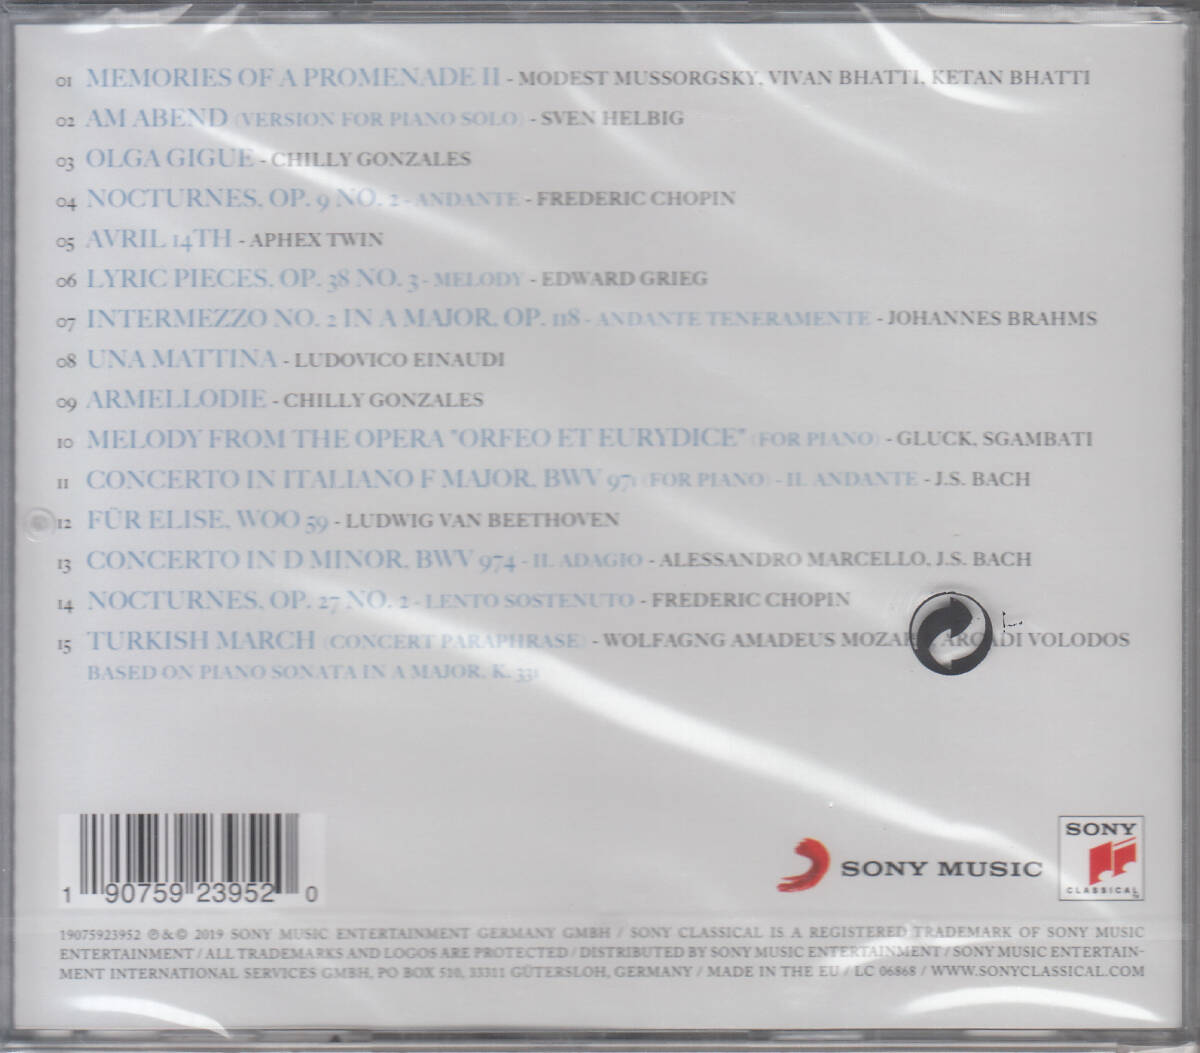 01 MEMORIES OF A PROMENADE II - MODEST MUSSORGSKY, VIVAN BHATTI, KETAN BHATTI
02 AM ABEND (VERSION FOR PIANO SOLO) - SVEN HELBIG
03 OLGA GIGUE - CHILLY GONZALES
04 NOCTURNES, OP. 9 NO. 2 - ANDANTE - FREDERIC CHOPIN
05 AVRIL 14TH - APHEX TWIN
06 LYRIC PIECES, OP. 38 NO. 3 - MELODY - EDWARD GRIEG
07 INTERMEZZO NO. 2 IN A MAJOR, OP. 118 - ANDANTE TENERAMENTE - JOHANNES BRAHMS
08 UNA MATTINA - LUDOVICO EINAUDI
09 ARMELLODIE - CHILLY GONZALES
10 MELODY FROM THE OPERA "ORFEO ET EURYDICE" (FOR PIANO) - GLUCK, SGAMBATI
11 CONCERTO IN ITALIANO F MAJOR, BWV 971 (FOR PIANO) - II. ANDANTE - J.S. BACH
12 FÜR ELISE, WOO 59 - LUDWIG VAN BEETHOVEN
13 CONCERTO IN D MINOR, BWV 974 - II. ADAGIO - ALESSANDRO MARCELLO, J.S. BACH
14 NOCTURNES, OP. 27 NO. 2 - LENTO SOSTENUTO - FREDERIC CHOPIN
15 TURKISH MARCH (CONCERT PARAPHRASE) - WOLFAGNG AMADEUS MOZART, ARCADI VOLODOS
BASED ON PIANO SONATA IN A MAJOR, K. 331
SONY MUSIC
SONY
CLASSICAL
1 90759 23952 0
19075923952 ℗ & © 2019 SONY MUSIC ENTERTAINMENT GERMANY GMBH / SONY CLASSICAL IS A REGISTERED TRADEMARK OF SONY MUSIC
ENTERTAINMENT / ALL TRADEMARKS AND LOGOS ARE PROTECTED / DISTRIBUTED BY SONY MUSIC ENTERTAINMENT / SONY MUSIC ENTERTAIN-
MENT INTERNATIONAL SERVICES GMBH, PO BOX 510, 33311 GÜTERSLOH, GERMANY / MADE IN THE EU / LC 06868 / WWW.SONYCLASSICAL.COM